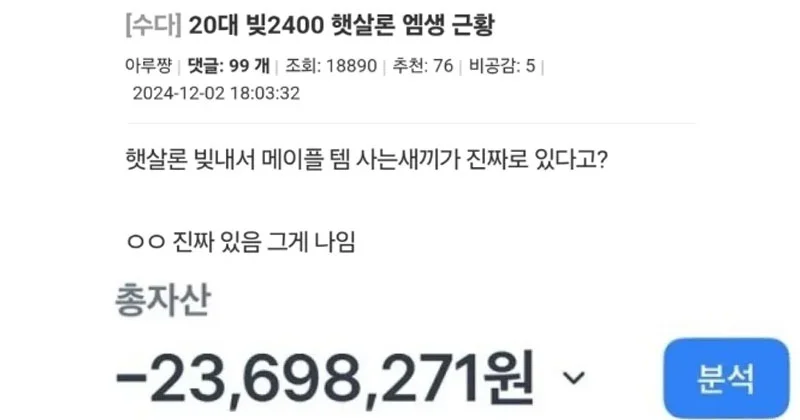 [수다] 20대 빚2400 햇살론 엠생 근황
아루쨩 | 댓글: 99 개 | 조회: 18890 | 추천: 76 | 비공감: 5 |
2024-12-02 18:03:32
햇살론 빚내서 메이플 템 사는새끼가 진짜로 있다고?
ㅇㅇ 진짜 있음 그게 나임
총자산
-23,698,271원
분석